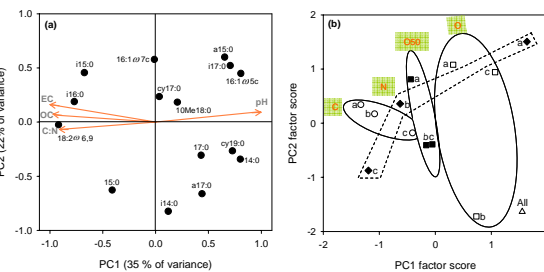 (a)
PC2 (22% of variance)
1.0
0.5
0.0
-0.5
-1.0
-1.0
-0.5
0.0
0.5
1.0
PC1 (35 % of variance)
16:1ω7c
a15:0
i17:0
16:1ω5c
i15:0
i16:0
cy17:0
10Me18:0
EC
OC
C:N
pH
18:2ω6,9
17:0
cy19:0
14:0
15:0
a17:0
i14:0
(b)
PC2 factor score
2
1
0
-1
-2
-2
-1
0
1
PC1 factor score
O
O50
N
C
a
a
c
a
b
a
b
c
bc
c
b
All